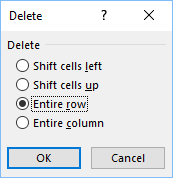 Delete
Delete
Shift cells left
Shift cells up
Entire row
Entire column
OK
Cancel